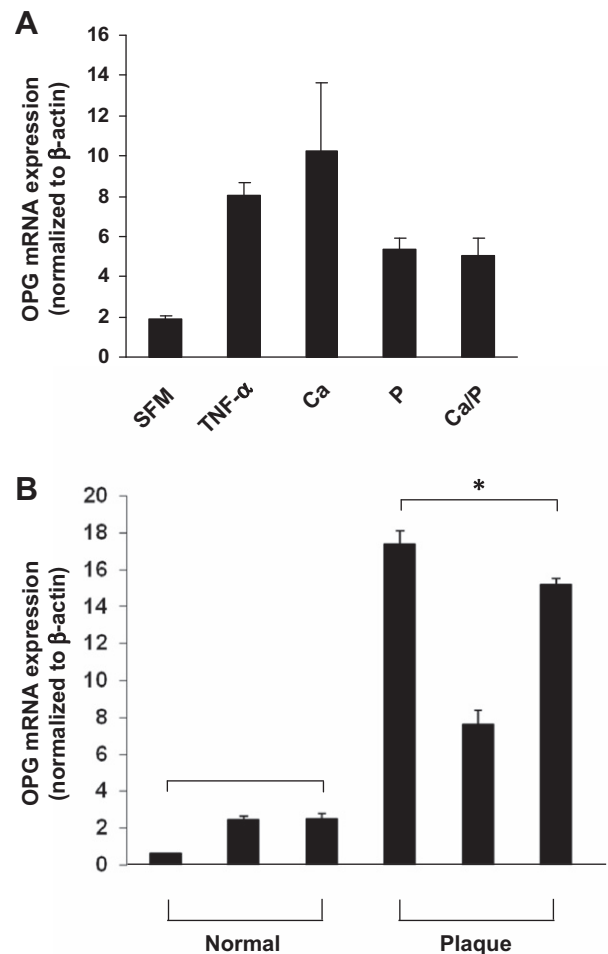 A
OPG mRNA expression
(normalized to β-actin)
16
14
12
10
8
6
4
2
0
SFM
TNF-α
Ca
P
Ca/P
B
OPG mRNA expression
(normalized to β-actin)
20
18
16
14
12
10
8
6
4
2
0
*
Normal
Plaque